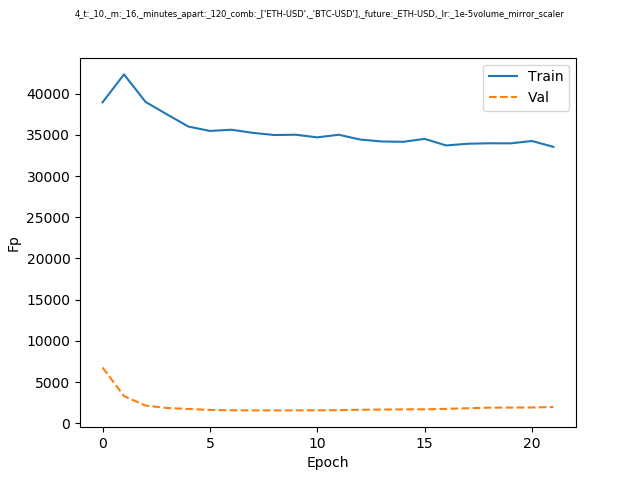 4_t:_10,_m:_16,_minutes_apart:_120_comb:_['ETH-USD',_'BTC-USD'],_future:_ETH-USD,_lr:_1e-5volume_mirror_scaler
Train
Val
40000
35000
30000
25000
20000
15000
10000
5000
0
Fp
0 5 10 15 20
Epoch